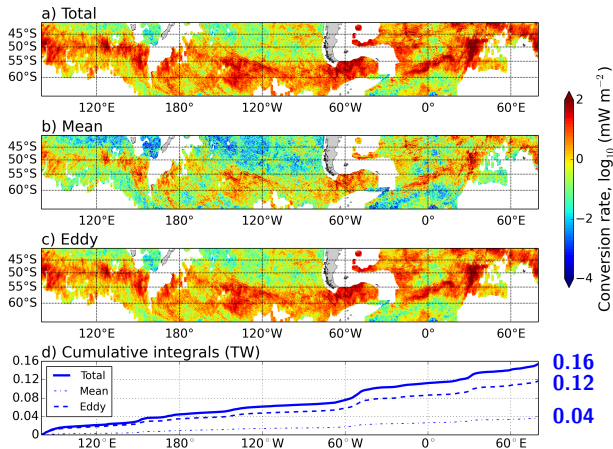 a) Total
45°S
50°S
55°S
60°S
120°E 180° 120°W 60°W 0° 60°E
b) Mean
45°S
50°S
55°S
60°S
120°E 180° 120°W 60°W 0° 60°E
c) Eddy
45°S
50°S
55°S
60°S
120°E 180° 120°W 60°W 0° 60°E
2
0
−2
−4
Conversion rate, log10 (mW m−2)
d) Cumulative integrals (TW)
0.16
0.12
0.08
0.04
0
Total
Mean
Eddy
120°E 180° 120°W 60°W 0° 60°E
0.16
0.12
0.04